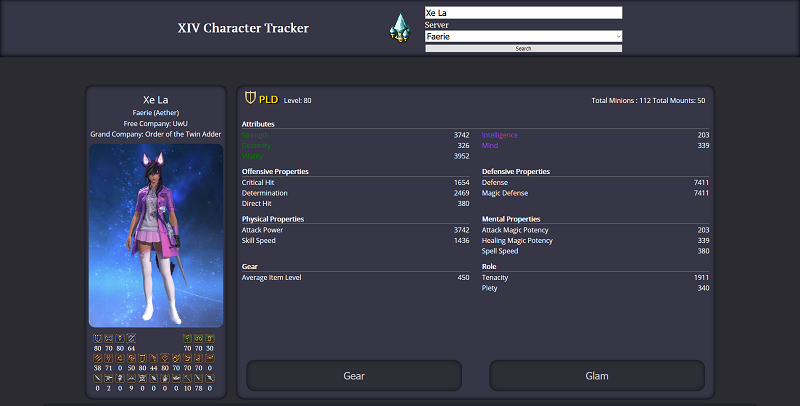 XIV Character Tracker
Xe La
Server
Faerie
Search
Xe La
Faerie (Aether)
Free Company: UwU
Grand Company: Order of the Twin Adder
80 70 80 64 70 70 30
38 71 0 50 80 44 80 70 70 70 0
0 2 0 9 0 0 0 0 10 78 0
PLD Level: 80
Total Minions : 112 Total Mounts: 50
Attributes
Strength 3742
Dexterity 326
Vitality 3952
Intelligence 203
Mind 339
Offensive Properties
Critical Hit 1654
Determination 2469
Direct Hit 380
Defensive Properties
Defense 7411
Magic Defense 7411
Physical Properties
Attack Power 3742
Skill Speed 1436
Mental Properties
Attack Magic Potency 203
Healing Magic Potency 339
Spell Speed 380
Gear
Average Item Level 450
Role
Tenacity 1911
Piety 340
Gear
Glam